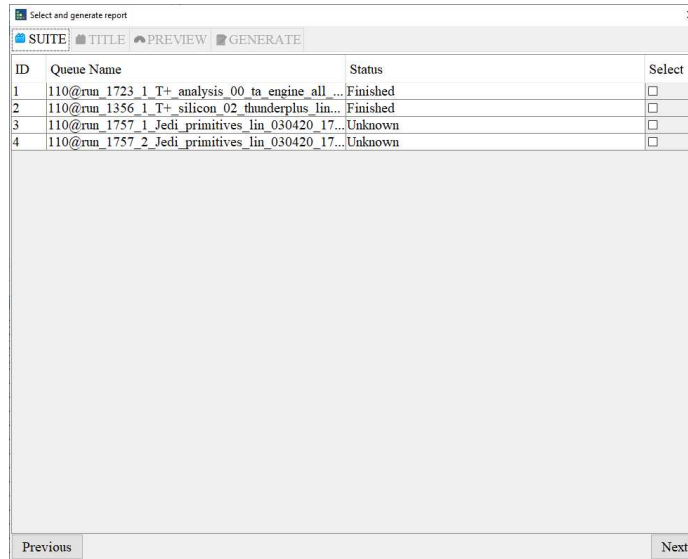 Select and generate report
SUITE TITLE PREVIEW GENERATE
ID Queue Name Status Select
1 110@run_1723_1_T+_analysis_00_ta_engine_all_... Finished
2 110@run_1356_1_T+_silicon_02_thunderplus_lin... Finished
3 110@run_1757_1_Jedi_primitives_lin_030420_17... Unknown
4 110@run_1757_2_Jedi_primitives_lin_030420_17... Unknown
Previous Next